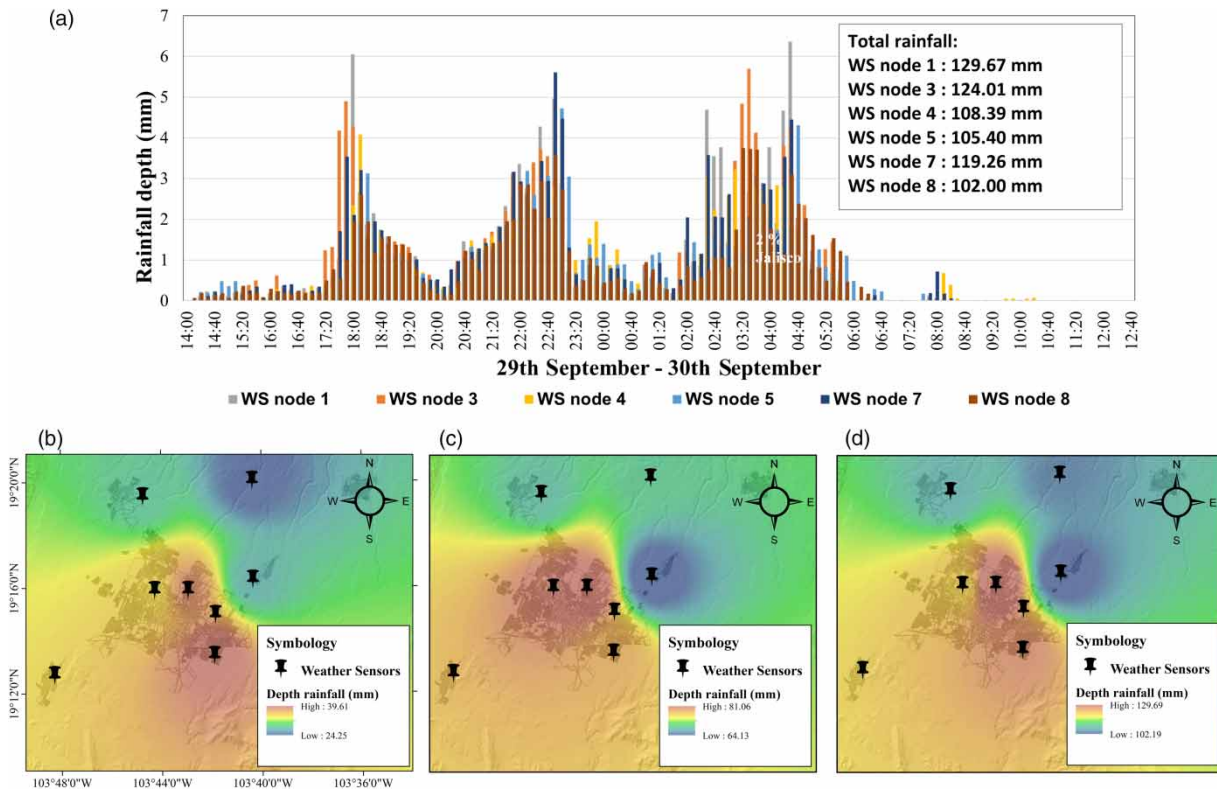 (a)
7
6
5
4
3
2
1
0
Rainfall depth (mm)
Total rainfall:
WS node 1 : 129.67 mm
WS node 3 : 124.01 mm
WS node 4 : 108.39 mm
WS node 5 : 105.40 mm
WS node 7 : 119.26 mm
WS node 8 : 102.00 mm
2 %
Jalisco
14:00
14:40
15:20
16:00
16:40
17:20
18:00
18:40
19:20
20:00
20:40
21:20
22:00
22:40
23:20
00:00
00:40
01:20
02:00
02:40
03:20
04:00
04:40
05:20
06:00
06:40
07:20
08:00
08:40
09:20
10:00
10:40
11:20
12:00
12:40
29th September - 30th September
WS node 1 WS node 3 WS node 4 WS node 5 WS node 7 WS node 8
(b)
19°20'0"N
19°16'0"N
19°12'0"N
N
W E
S
Symbology
Weather Sensors
Depth rainfall (mm)
High : 39.61
Low : 24.25
103°48'0"W 103°44'0"W 103°40'0"W 103°36'0"W
(c)
N
W E
S
Symbology
Weather Sensors
Depth rainfall (mm)
High : 81.06
Low : 64.13
(d)
N
W E
S
Symbology
Weather Sensors
Depth rainfall (mm)
High : 129.69
Low : 102.19